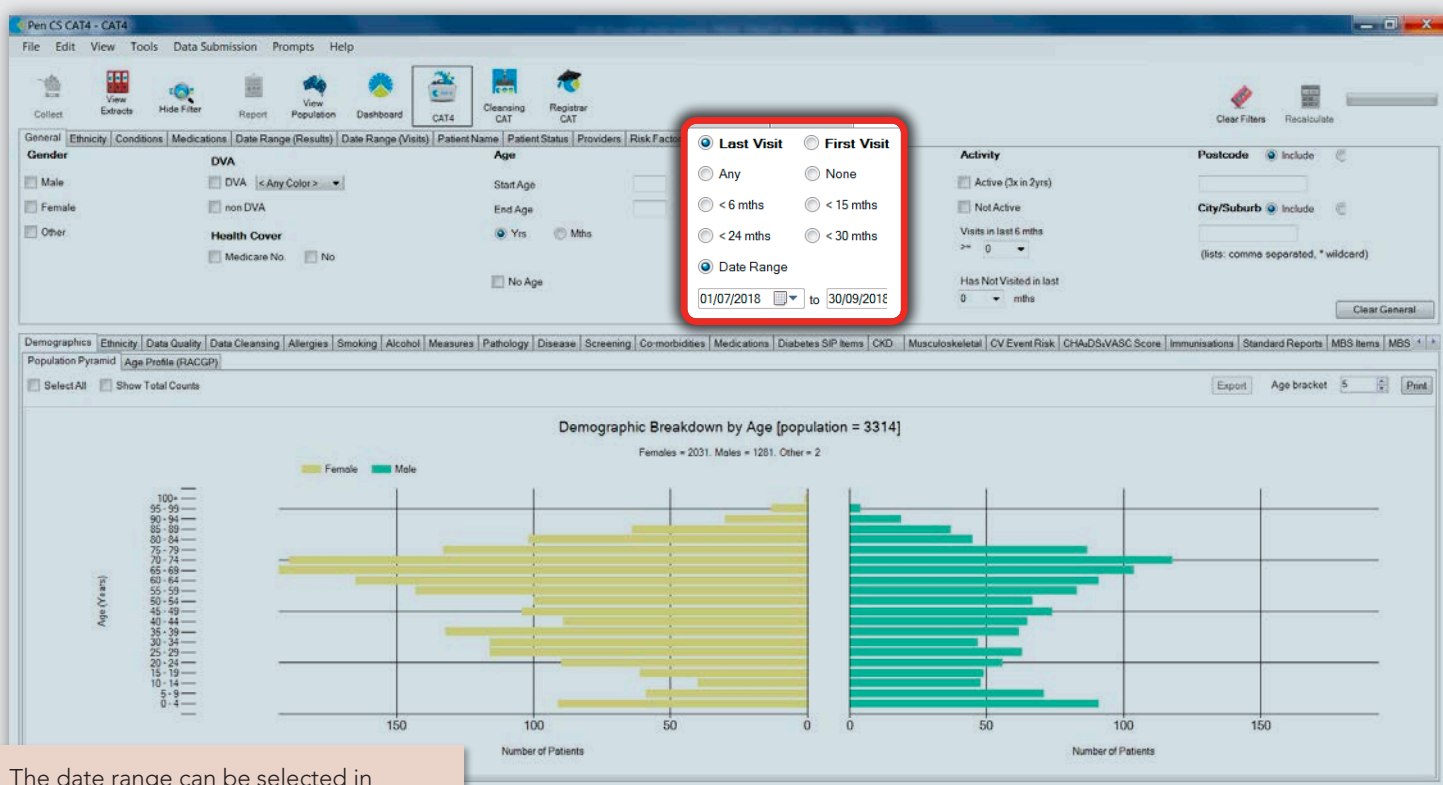 Pen CS CAT4 - CAT4
File Edit View Tools Data Submission Prompts Help
Collect
View Extracts
Hide Filter
Report
View Population
Dashboard
CAT4
Cleansing CAT
Registrar CAT
Clear Filters
Recalculate
General Ethnicity Conditions Medications Date Range (Results) Date Range (Visits) Patient Name Patient Status Providers Risk Factor
Gender
Male
Female
Other
DVA
DVA <Any Color>
non DVA
Health Cover
Medicare No. No
Age
Start Age
End Age
Yrs Mths
No Age
Last Visit First Visit
Any None
< 6 mths < 15 mths
< 24 mths < 30 mths
Date Range
01/07/2018 to 30/09/2018
Activity
Active (3x in 2yrs)
Not Active
Visits in last 6 mths
>= 0
Has Not Visited in last
0 mths
Postcode Include
City/Suburb Include
(lists: comma separated, * wildcard)
Clear General
Demographics Ethnicity Data Quality Data Cleansing Allergies Smoking Alcohol Measures Pathology Disease Screening Co-morbidities Medications Diabetes SIP Items CKD Musculoskeletal CV Event Risk CHA₂DS₂VASC Score Immunisations Standard Reports MBS Items MBS
Population Pyramid Age Profile (RACGP)
Select All Show Total Counts
Export Age bracket 5 Print
Demographic Breakdown by Age [population = 3314]
Females = 2031. Males = 1281. Other = 2
Female Male
Age (Years)
100+
95 - 99
90 - 94
85 - 89
80 - 84
75 - 79
70 - 74
65 - 69
60 - 64
55 - 59
50 - 54
45 - 49
40 - 44
35 - 39
30 - 34
25 - 29
20 - 24
15 - 19
10 - 14
5 - 9
0 - 4
150 100 50 0 0 50 100 150
Number of Patients Number of Patients
The date range can be selected in